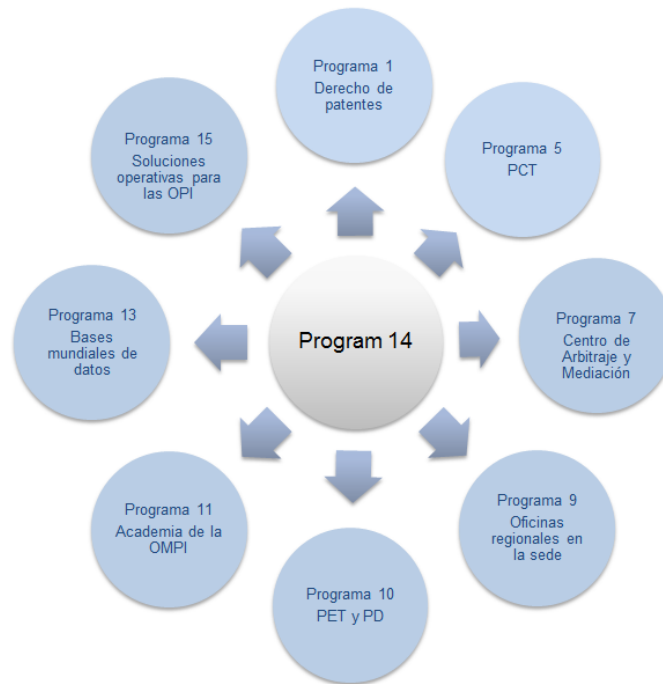 Programa 1
Derecho de
patentes
Programa 5
PCT
Programa 15
Soluciones
operativas para
las OPI
Program 14
Programa 7
Centro de
Arbitraje y
Mediación
Programa 13
Bases
mundiales de
datos
Programa 9
Oficinas
regionales en
la sede
Programa 11
Academia de la
OMPI
Programa 10
PET y PD